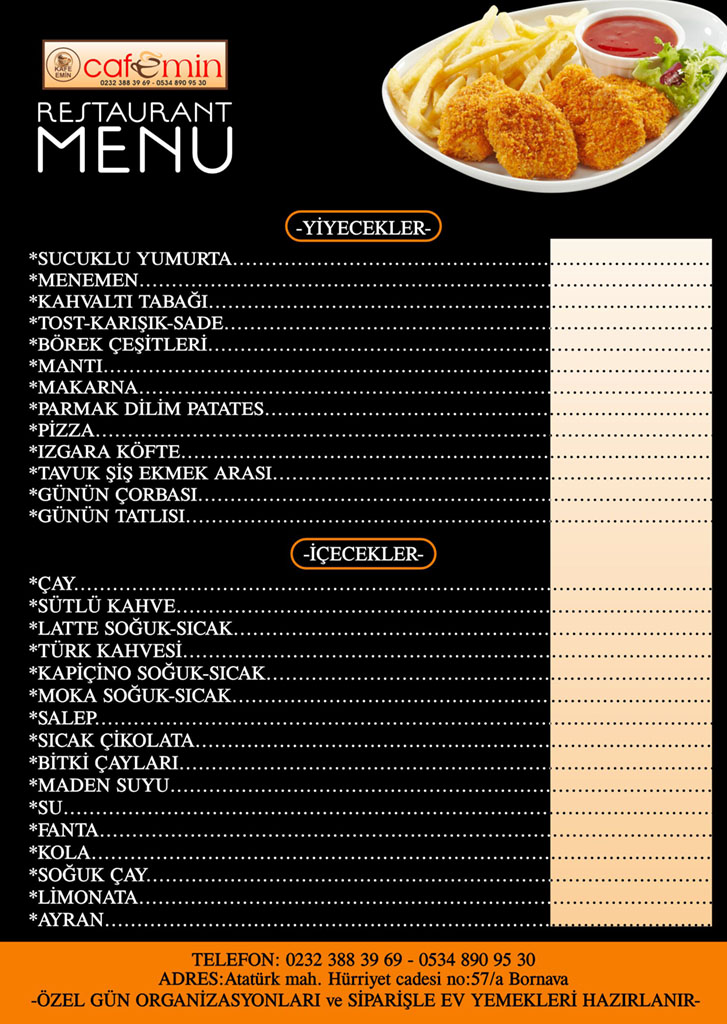 KAFE
EMİN
cafemin
0232 388 39 69 - 0534 890 95 30
RESTAURANT
MENU
-YİYECEKLER-
*SUCUKLU YUMURTA
*MENEMEN
*KAHVALTI TABAĞI
*TOST-KARIŞIK-SADE
*BÖREK ÇEŞİTLERİ
*MANTI
*MAKARNA
*PARMAK DİLİM PATATES
*PİZZA
*IZGARA KÖFTE
*TAVUK ŞİŞ EKMEK ARASI
*GÜNÜN ÇORBASI
*GÜNÜN TATLISI
-İÇECEKLER-
*ÇAY
*SÜTLÜ KAHVE
*LATTE SOĞUK-SICAK
*TÜRK KAHVESİ
*KAPİÇİNO SOĞUK-SICAK
*MOKA SOĞUK-SICAK
*SALEP
*SICAK ÇİKOLATA
*BİTKİ ÇAYLARI
*MADEN SUYU
*SU
*FANTA
*KOLA
*SOĞUK ÇAY
*LİMONATA
*AYRAN
TELEFON: 0232 388 39 69 - 0534 890 95 30
ADRES:Atatürk mah. Hürriyet cadesi no:57/a Bornava
-ÖZEL GÜN ORGANİZASYONLARI ve SİPARİŞLE EV YEMEKLERİ HAZIRLANIR-